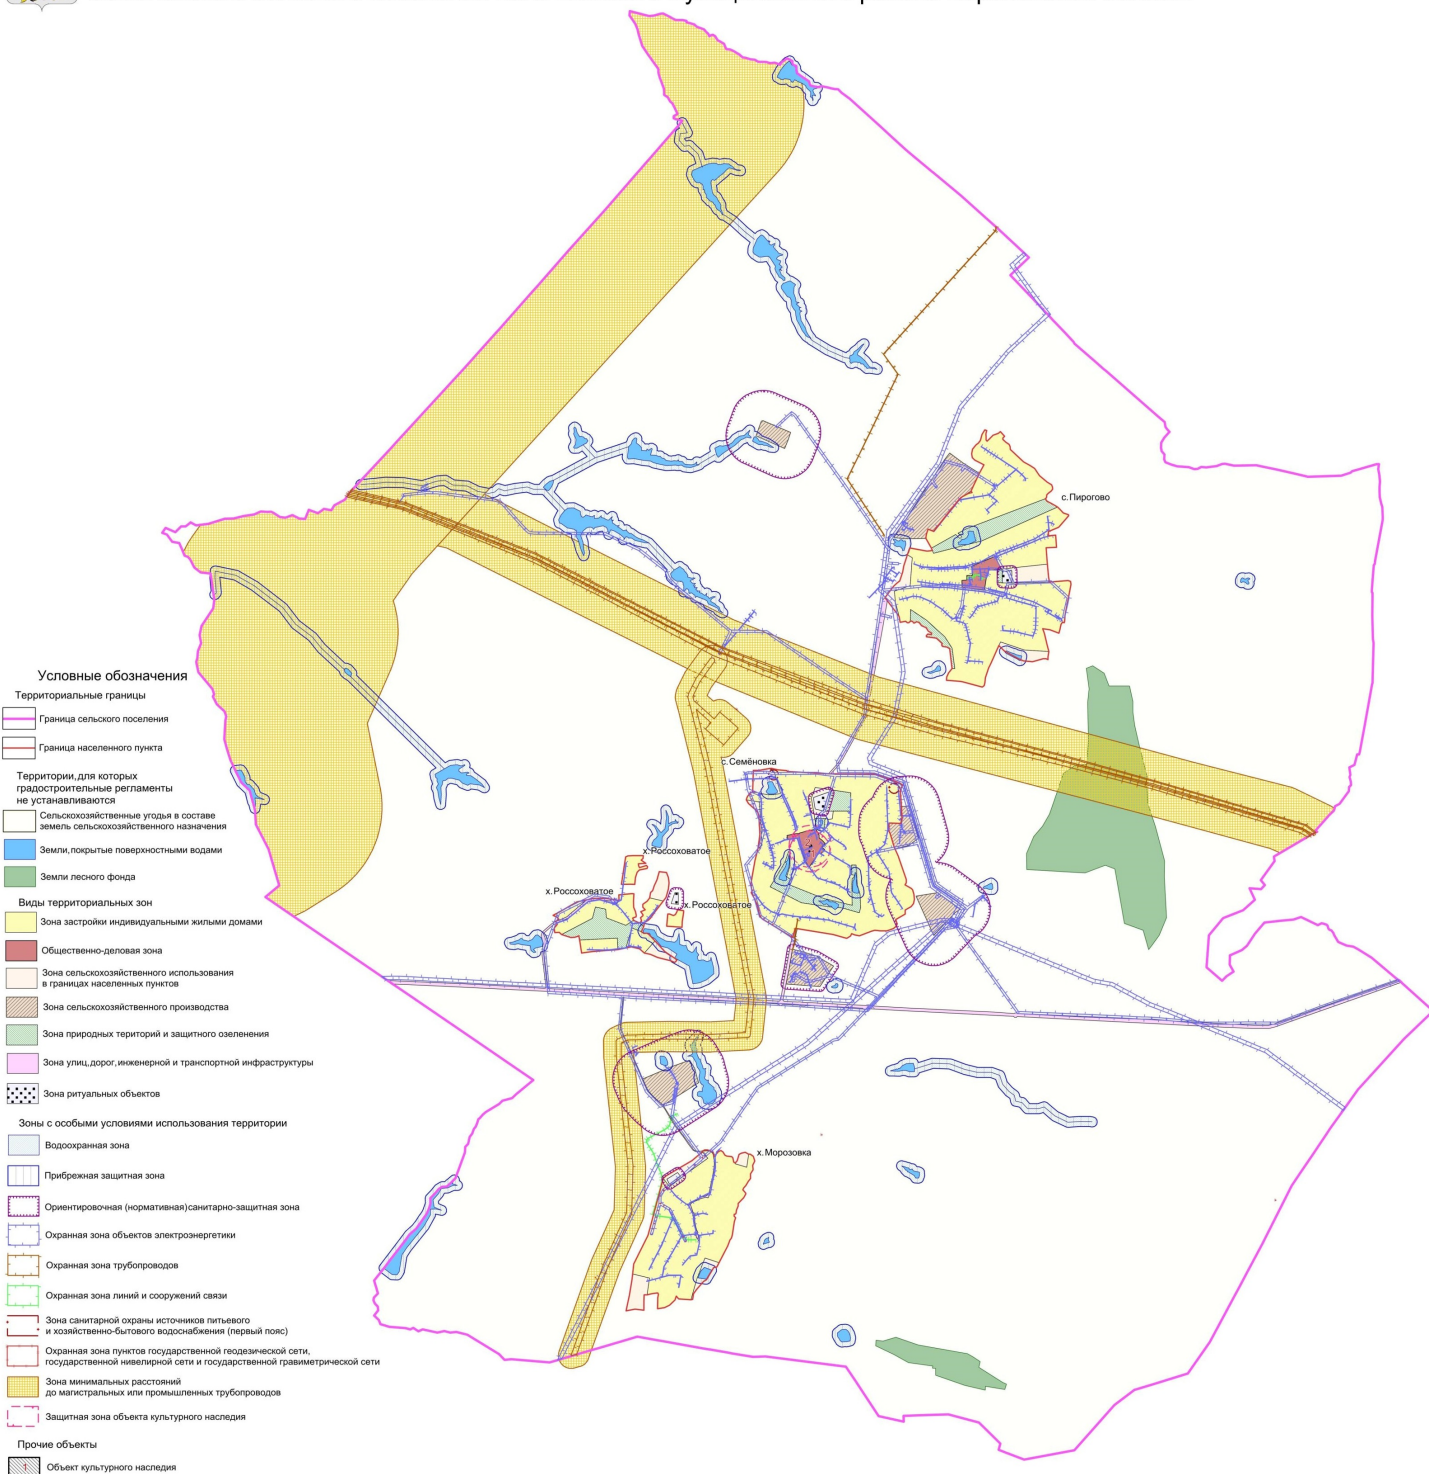 с.Пирогово
с.Семёновка
х.Россоховатое
х.Россоховатое
х.Россоховатое
х.Морозовка
Условные обозначения
Территориальные границы
Граница сельского поселения
Граница населенного пункта
Территории,для которых
градостроительные регламенты
не устанавливаются
Сельскохозяйственные угодья в составе
земель сельскохозяйственного назначения
Земли,покрытые поверхностными водами
Земли лесного фонда
Виды территориальных зон
Зона застройки индивидуальными жилыми домами
Общественно-деловая зона
Зона сельскохозяйственного использования
в границах населенных пунктов
Зона сельскохозяйственного производства
Зона природных територий и защитного озеленения
Зона улиц,дорог,инженерной и транспортной инфраструктуры
Зона ритуальных объектов
Зоны с особыми условиями использования территории
Водоохранная зона
Прибрежная защитная зона
Ориентировочная (нормативная)санитарно-защитная зона
Охранная зона объектов электроэнергетики
Охранная зона трубопроводов
Охранная зона линий и сооружений связи
Зона санитарной охраны источников питьевого
и хозяйственно-бытового водоснабжения (первый пояс)
Охранная зона пунктов государственной геодезической сети,
государственной нивелирной сети и государственной гравиметрической сети
Зона минимальных расстояний
до магистральных или промышленных трубопроводов
Защитная зона объекта культурного наследия
Прочие объекты
1 Объект культурного наследия